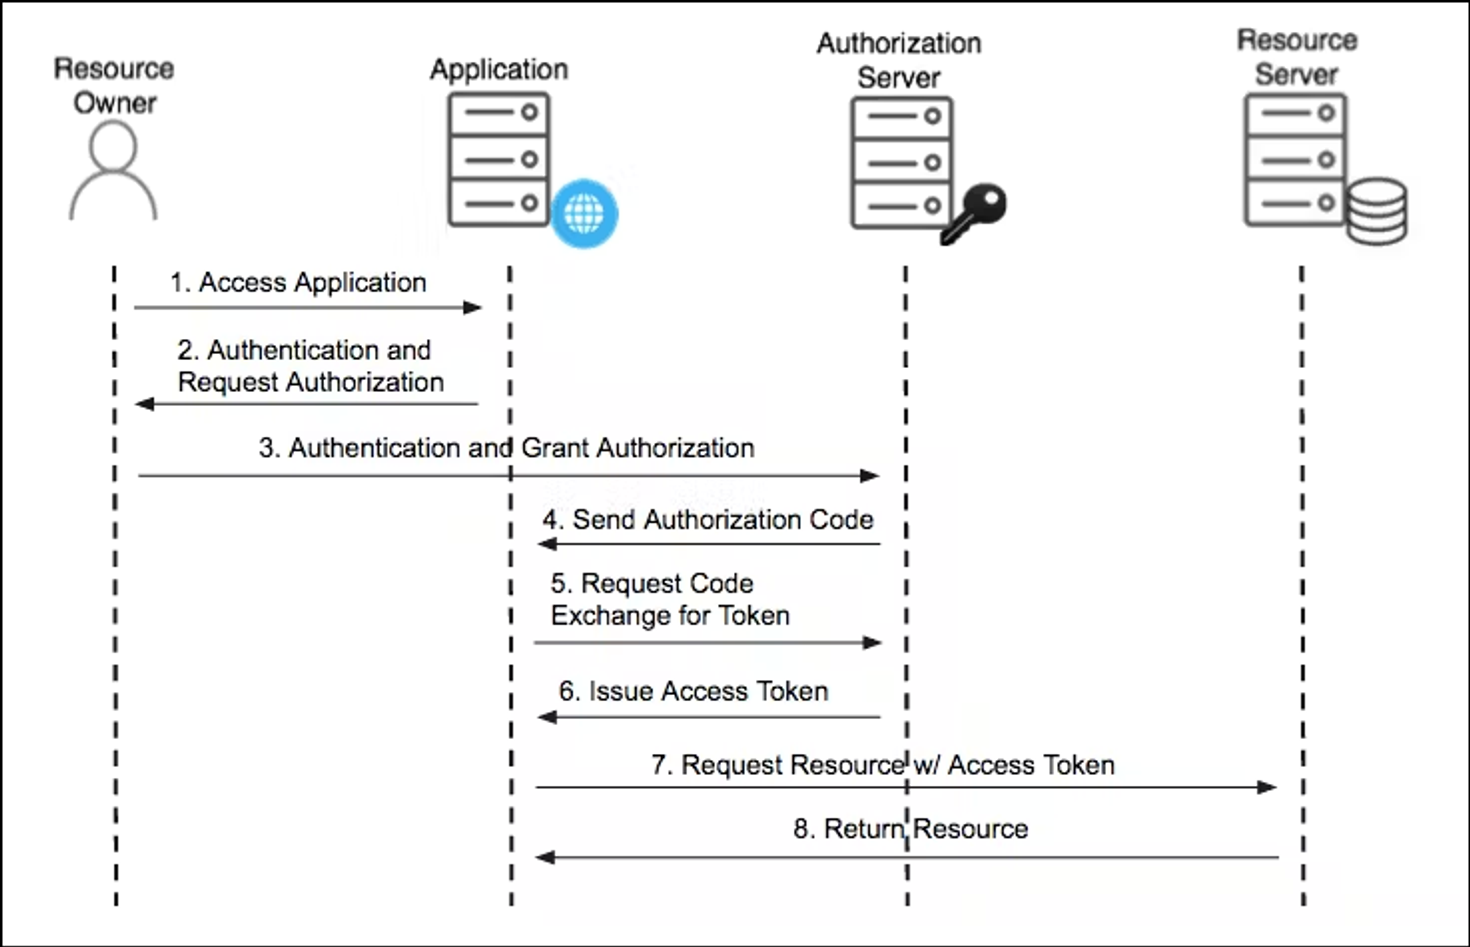 Resource
Owner
Application
Authorization
Server
Resource
Server
1. Access Application
2. Authentication and
Request Authorization
3. Authentication and Grant Authorization
4. Send Authorization Code
5. Request Code
Exchange for Token
6. Issue Access Token
7. Request Resource w/ Access Token
8. Return Resource